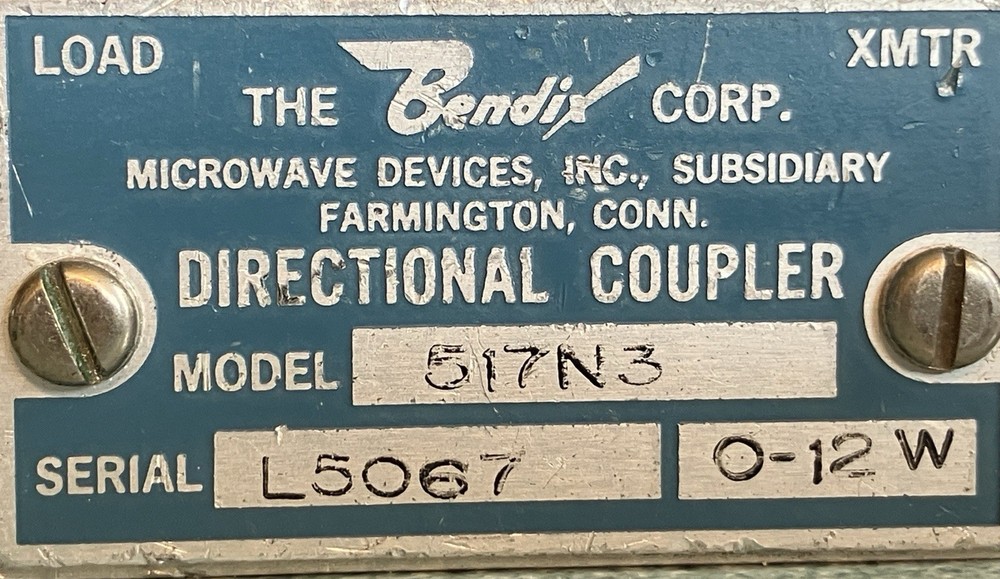 LOAD XMTR
THE Bendix CORP.
MICROWAVE DEVICES, INC., SUBSIDIARY
FARMINGTON, CONN.
DIRECTIONAL COUPLER
MODEL 517N3
SERIAL L5067 0-12 W